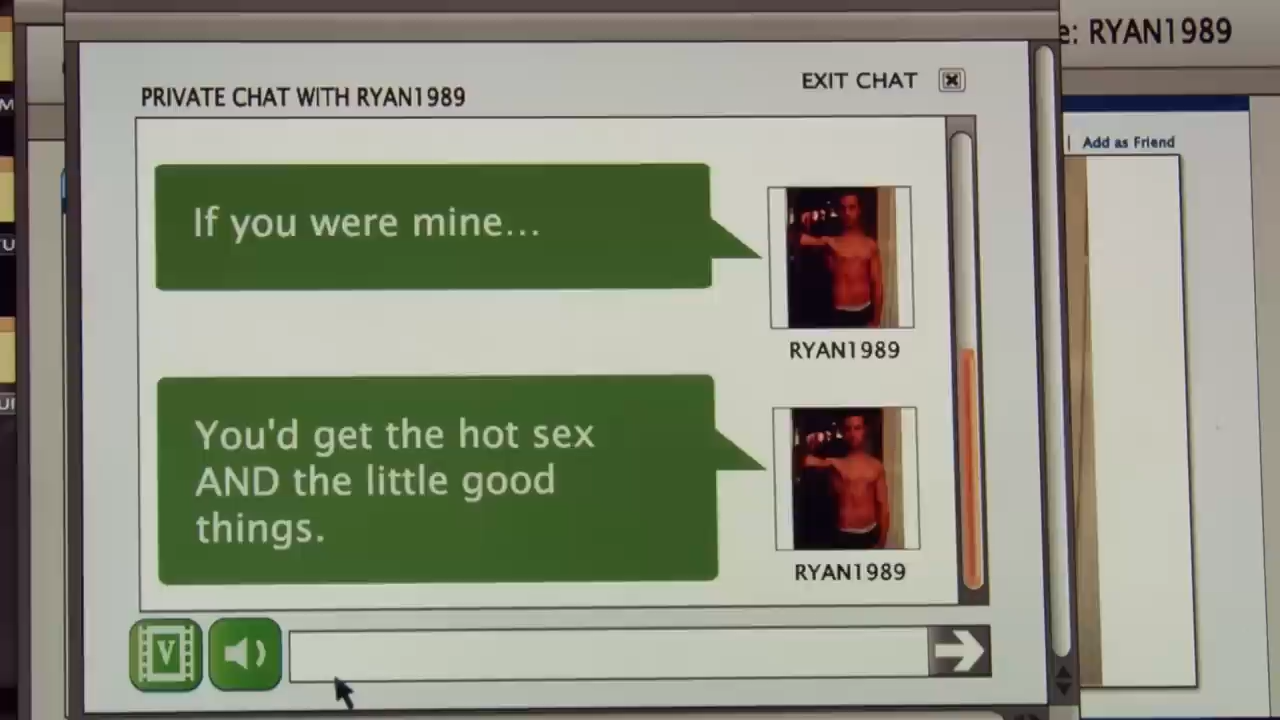 e: RYAN1989
EXIT CHAT
PRIVATE CHAT WITH RYAN1989
Add as Friend
If you were mine...
RYAN1989
You'd get the hot sex
AND the little good
things.
RYAN1989
V